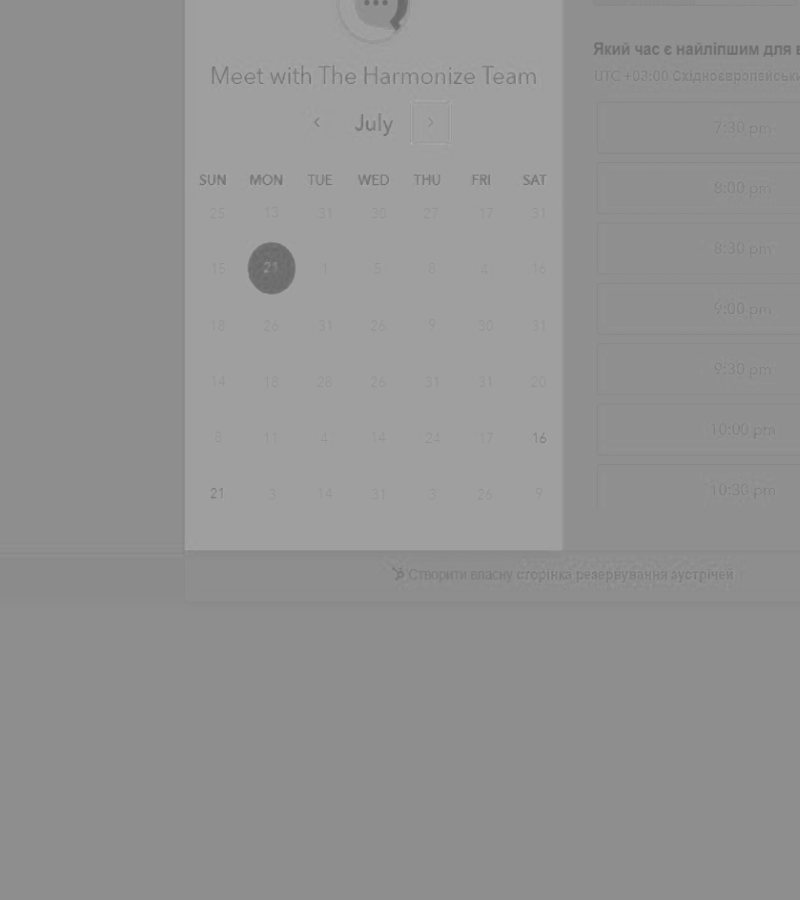 Meet with The Harmonize Team
July
SUN MON TUE WED THU FRI SAT
25 13 31 30 27 17 31
15 21 1 5 8 4 16
18 26 31 26 9 30 31
14 18 28 26 31 31 20
8 11 4 14 24 17 16
21 3 14 31 3 26 9
Який час є найліпшим для
UTC +03:00
7:30 pm
8:00 pm
8:30 pm
9:00 pm
9:30 pm
10:00 pm
10:30 pm
Створити власну сторінка резервування зустрічей